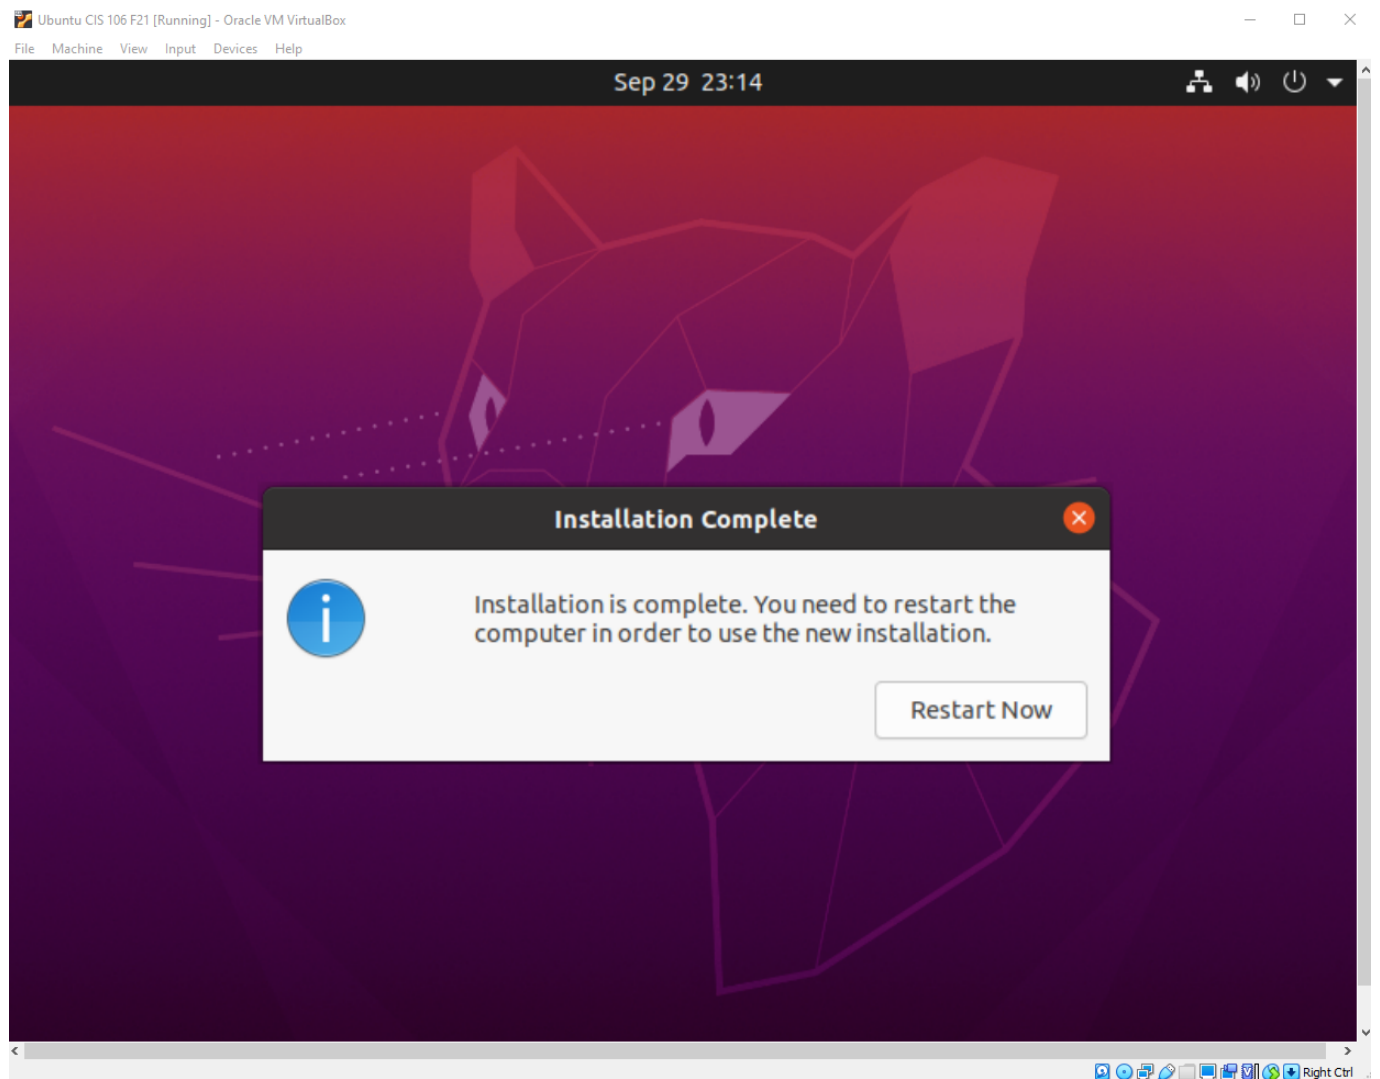 Ubuntu CIS 106 F21 [Running] - Oracle VM VirtualBox
File Machine View Input Devices Help
Sep 29 23:14
Installation Complete
Installation is complete. You need to restart the
computer in order to use the new installation.
Restart Now
Right Ctrl